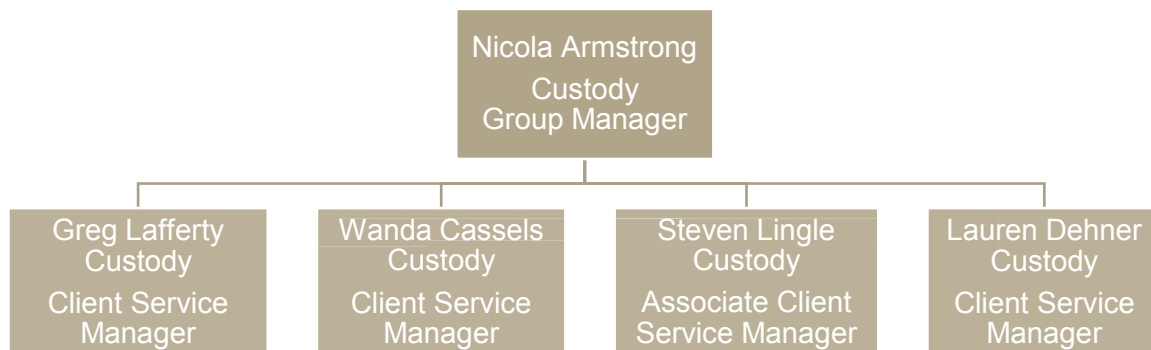 Nicola Armstrong
Custody
Group Manager
Greg Lafferty
Custody
Client Service
Manager
Wanda Cassels
Custody
Client Service
Manager
Steven Lingle
Custody
Associate Client
Service Manager
Lauren Dehner
Custody
Client Service
Manager